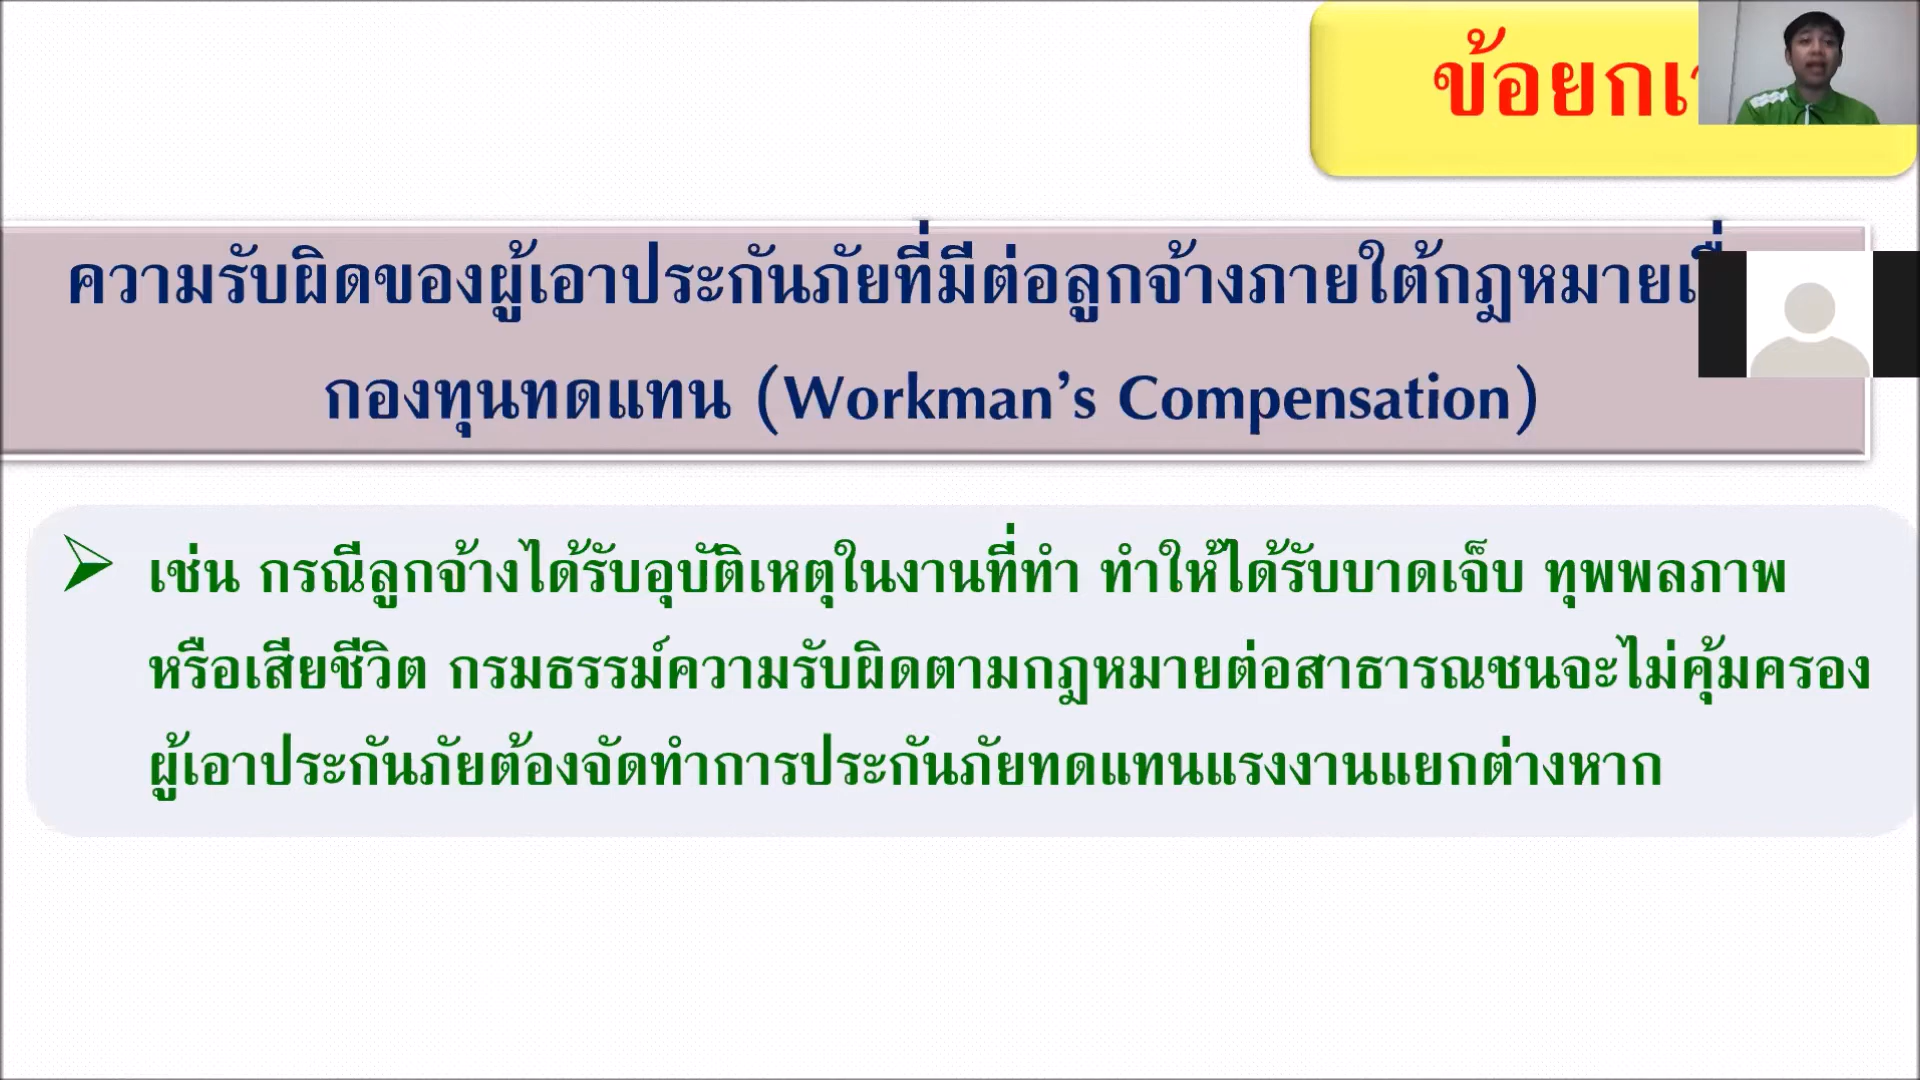 ความรับผิดของผู้เอาประกันภัยที่มีต่อลูกจ้างภายใต้กฎหมาย
กองทุนทดแทน (Workman’s Compensation)
เช่น กรณีลูกจ้างได้รับอุบัติเหตุในงานที่ทำ ทำให้ได้รับบาดเจ็บ ทุพพลภาพ
หรือเสียชีวิต กรมธรรม์ความรับผิดตามกฎหมายต่อสาธารณชนจะไม่คุ้มครอง
ผู้เอาประกันภัยต้องจัดทำการประกันภัยทดแทนแรงงานแยกต่างหาก